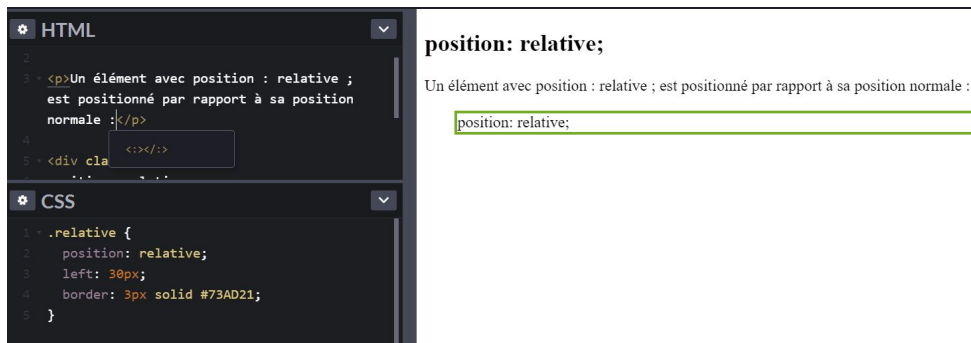 HTML
2
3 <p>Un élément avec position : relative ;
est positionné par rapport à sa position
normale :</p>
4
<:></:>
5 <div cla
CSS
1 .relative {
2 position: relative;
3 left: 30px;
4 border: 3px solid #73AD21;
5 }
position: relative;
Un élément avec position : relative ; est positionné par rapport à sa position normale :
position: relative;